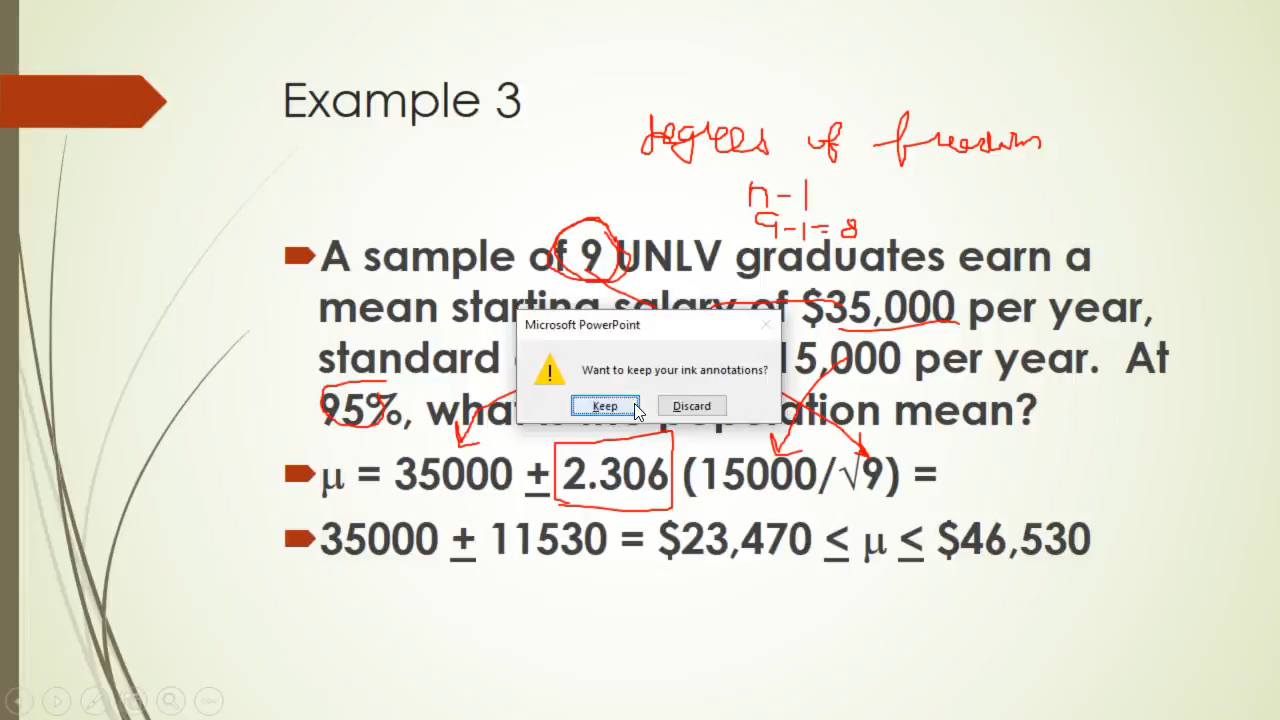 Example 3
degrees of freedom
n - 1
9 - 1 = 8
A sample of 9 UNLV graduates earn a
mean starting salary of $35,000 per year,
standard 15,000 per year. At
95%, what mean?
Microsoft PowerPoint
Want to keep your ink annotations?
Keep Discard
μ = 35000 ± 2.306 (15000/√9) =
35000 ± 11530 = $23,470 ≤ μ ≤ $46,530